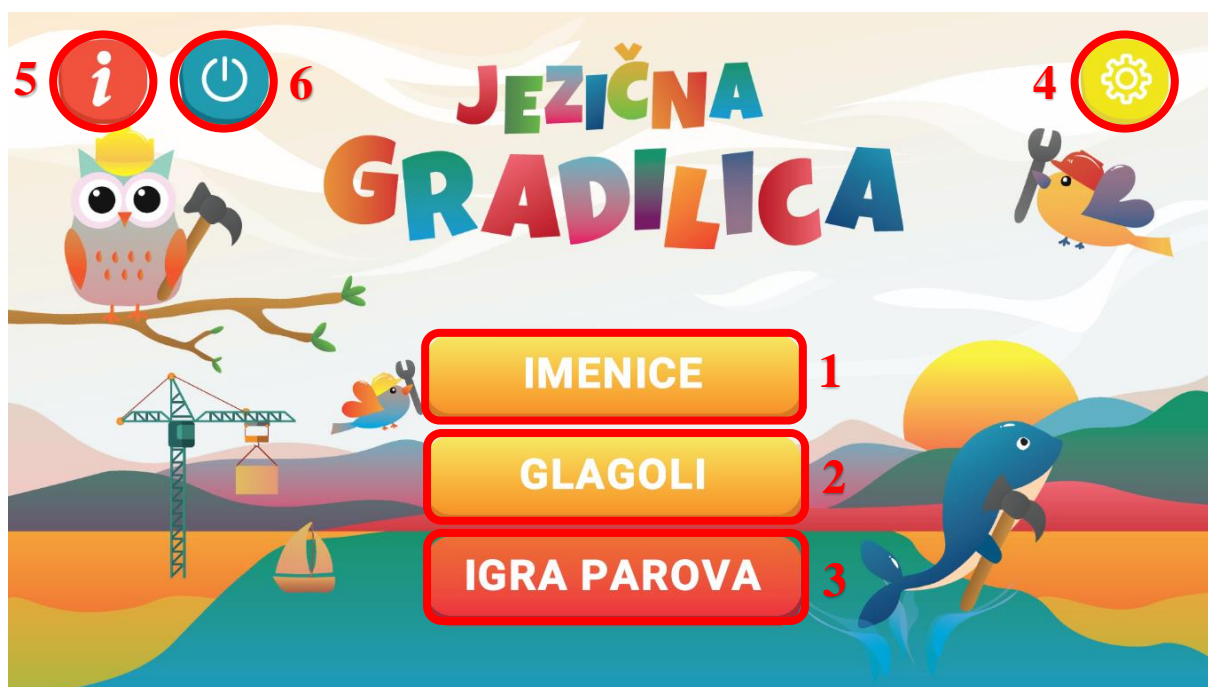 5 i 6
4
JEZIČNA
GRADILICA
IMENICE 1
GLAGOLI 2
IGRA PAROVA 3